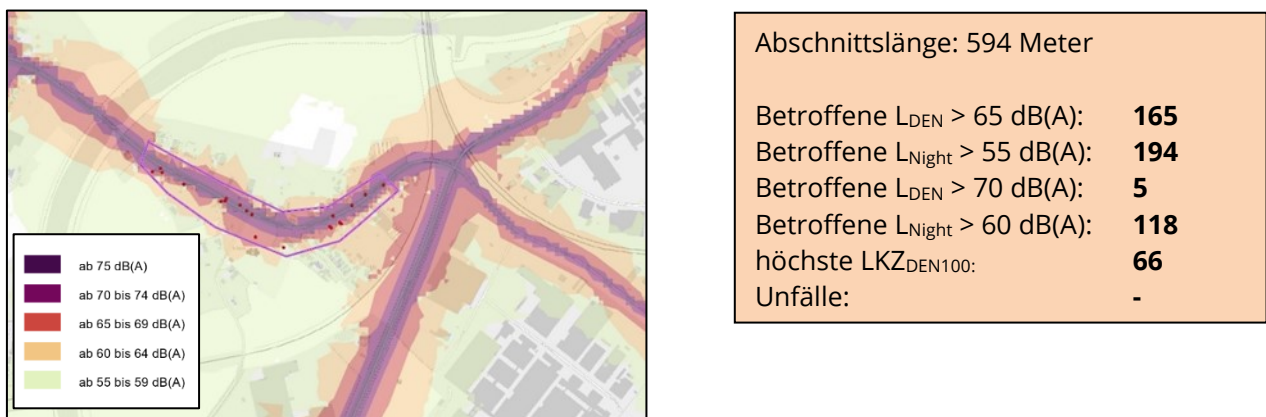 ab 75 dB(A)
ab 70 bis 74 dB(A)
ab 65 bis 69 dB(A)
ab 60 bis 64 dB(A)
ab 55 bis 59 dB(A)
Abschnittslänge: 594 Meter
Betroffene LDEN > 65 dB(A): 165
Betroffene LNight > 55 dB(A): 194
Betroffene LDEN > 70 dB(A): 5
Betroffene LNight > 60 dB(A): 118
höchste LKZDEN100: 66
Unfälle: -